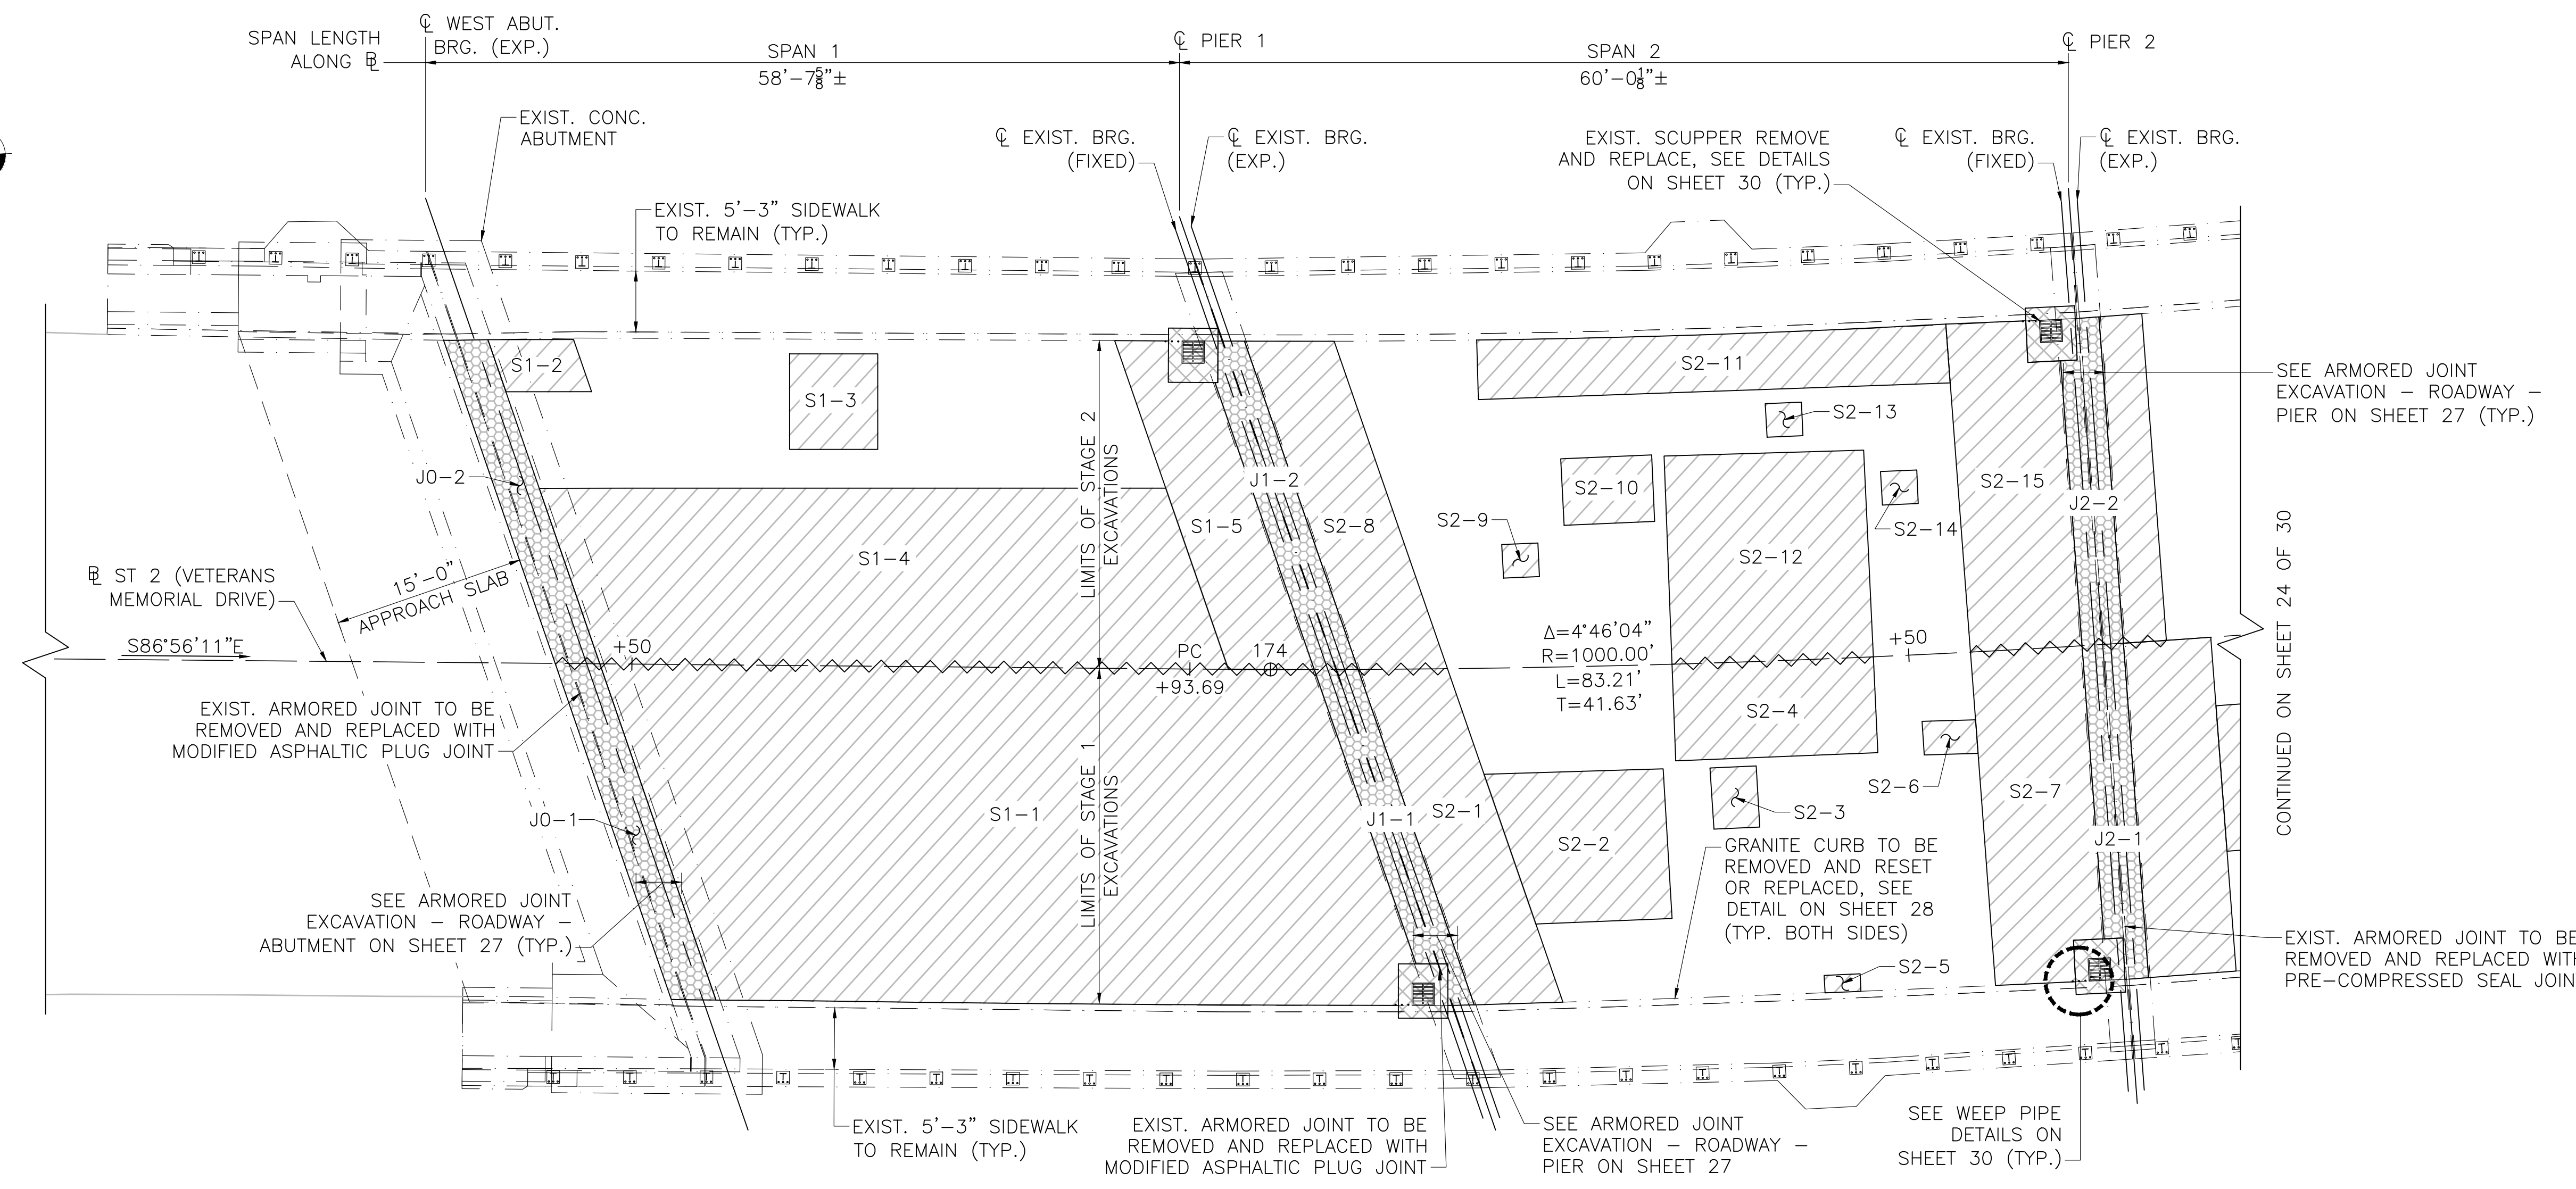 ℄ WEST ABUT.
BRG. (EXP.)
SPAN LENGTH
ALONG ℄
SPAN 1
58'-7⅝"±
℄ PIER 1
SPAN 2
60'-0⅛"±
℄ PIER 2
EXIST. CONC.
ABUTMENT
℄ EXIST. BRG.
(FIXED)
℄ EXIST. BRG.
(EXP.)
EXIST. SCUPPER REMOVE
AND REPLACE, SEE DETAILS
ON SHEET 30 (TYP.)
℄ EXIST. BRG.
(FIXED)
℄ EXIST. BRG.
(EXP.)
EXIST. 5'-3" SIDEWALK
TO REMAIN (TYP.)
S1-2
S1-3
S2-11
S2-13
SEE ARMORED JOINT
EXCAVATION – ROADWAY –
PIER ON SHEET 27 (TYP.)
J0-2
LIMITS OF STAGE 2
EXCAVATIONS
J1-2
S1-5
S2-8
S2-9
S2-10
S2-12
S2-14
S2-15
J2-2
S1-4
CONTINUED ON SHEET 24 OF 30
℄ ST 2 (VETERANS
MEMORIAL DRIVE)
15'-0"
APPROACH SLAB
S86°56'11"E
+50
PC
+93.69
174
Δ=4°46'04"
R=1000.00'
L=83.21'
T=41.63'
+50
EXIST. ARMORED JOINT TO BE
REMOVED AND REPLACED WITH
MODIFIED ASPHALTIC PLUG JOINT
S2-4
S2-6
S2-7
J0-1
S1-1
LIMITS OF STAGE 1
EXCAVATIONS
J1-1
S2-1
S2-2
S2-3
J2-1
GRANITE CURB TO BE
REMOVED AND RESET
OR REPLACED, SEE
DETAIL ON SHEET 28
(TYP. BOTH SIDES)
SEE ARMORED JOINT
EXCAVATION – ROADWAY –
ABUTMENT ON SHEET 27 (TYP.)
S2-5
EXIST. ARMORED JOINT TO BE
REMOVED AND REPLACED WITH
PRE-COMPRESSED SEAL JOIN
EXIST. 5'-3" SIDEWALK
TO REMAIN (TYP.)
EXIST. ARMORED JOINT TO BE
REMOVED AND REPLACED WITH
MODIFIED ASPHALTIC PLUG JOINT
SEE ARMORED JOINT
EXCAVATION – ROADWAY –
PIER ON SHEET 27
SEE WEEP PIPE
DETAILS ON
SHEET 30 (TYP.)